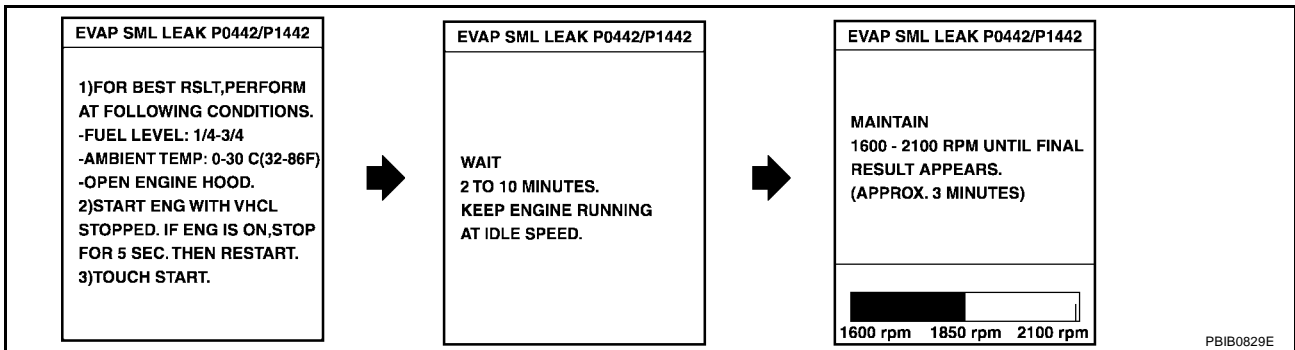 EVAP SML LEAK P0442/P1442
1)FOR BEST RSLT,PERFORM
AT FOLLOWING CONDITIONS.
-FUEL LEVEL: 1/4-3/4
-AMBIENT TEMP: 0-30 C(32-86F)
-OPEN ENGINE HOOD.
2)START ENG WITH VHCL
STOPPED. IF ENG IS ON,STOP
FOR 5 SEC. THEN RESTART.
3)TOUCH START.
EVAP SML LEAK P0442/P1442
WAIT
2 TO 10 MINUTES.
KEEP ENGINE RUNNING
AT IDLE SPEED.
EVAP SML LEAK P0442/P1442
MAINTAIN
1600 - 2100 RPM UNTIL FINAL
RESULT APPEARS.
(APPROX. 3 MINUTES)
1600 rpm 1850 rpm 2100 rpm
PBIB0829E